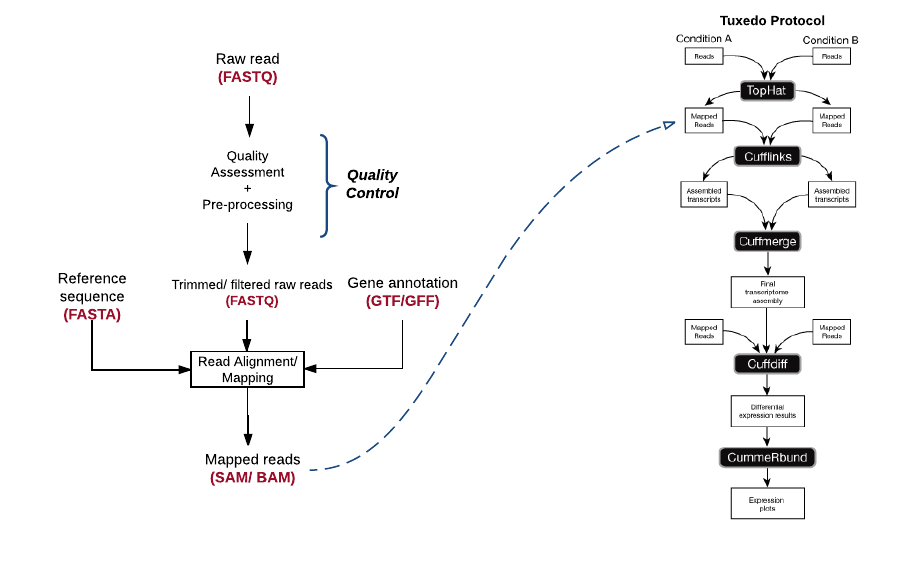 Raw read
(FASTQ)
Quality
Assessment
+
Pre-processing
Quality
Control
Trimmed/ filtered raw reads
(FASTQ)
Reference
sequence
(FASTA)
Gene annotation
(GTF/GFF)
Read Alignment/
Mapping
Mapped reads
(SAM/ BAM)
Tuxedo Protocol
Condition A
Condition B
Reads
Reads
TopHat
Mapped
Reads
Mapped
Reads
Cufflinks
Assembled
transcripts
Assembled
transcripts
Cuffmerge
Final
transcriptome
assembly
Mapped
Reads
Mapped
Reads
Cuffdiff
Differential
expression results
CummeRbund
Expression
plots